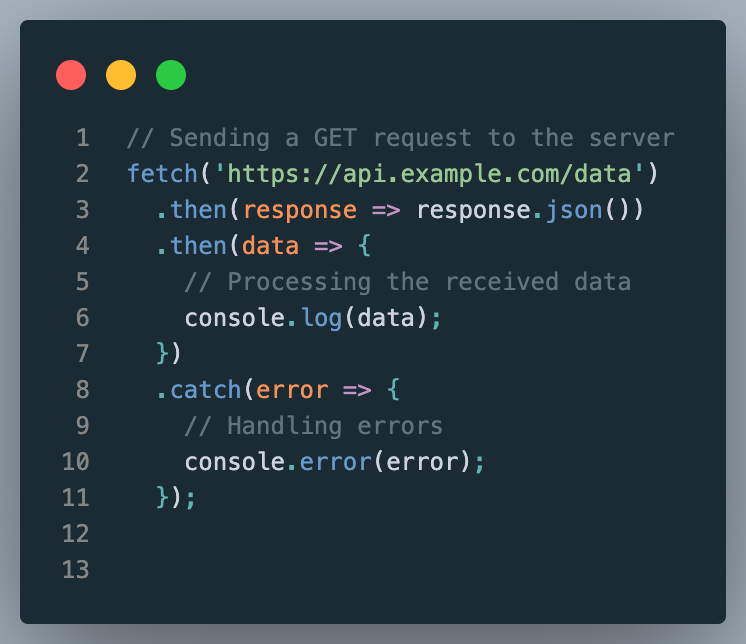 1 // Sending a GET request to the server
2 fetch('https://api.example.com/data')
3   .then(response => response.json())
4   .then(data => {
5     // Processing the received data
6     console.log(data);
7   })
8   .catch(error => {
9     // Handling errors
10     console.error(error);
11   });
12
13